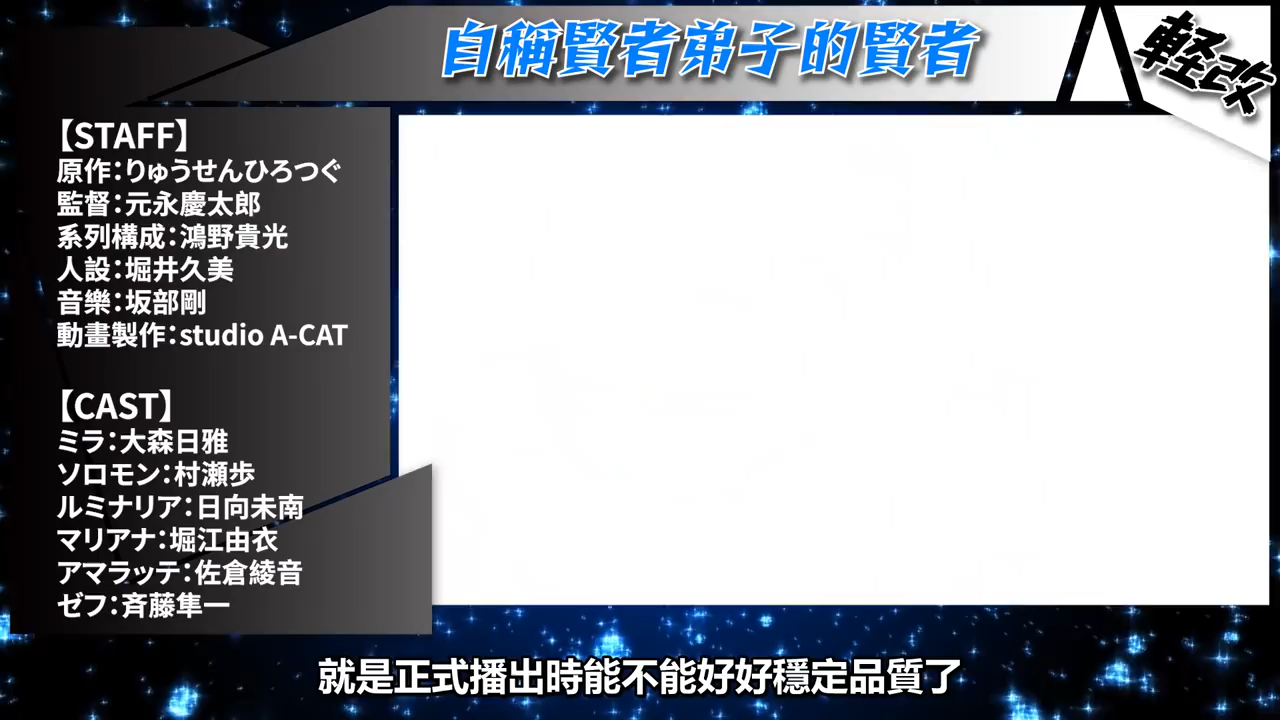 自稱賢者弟子的賢者
軽改
【STAFF】
原作：りゅうせんひろつぐ
監督：元永慶太郎
系列構成：鴻野貴光
人設：堀井久美
音樂：坂部剛
動畫製作：studio A-CAT
【CAST】
ミラ：大森日雅
ソロモン：村瀬歩
ルミナリア：日向未南
マリアナ：堀江由衣
アマラッテ：佐倉綾音
ゼフ：斉藤隼一
就是正式播出時能不能好好穩定品質了